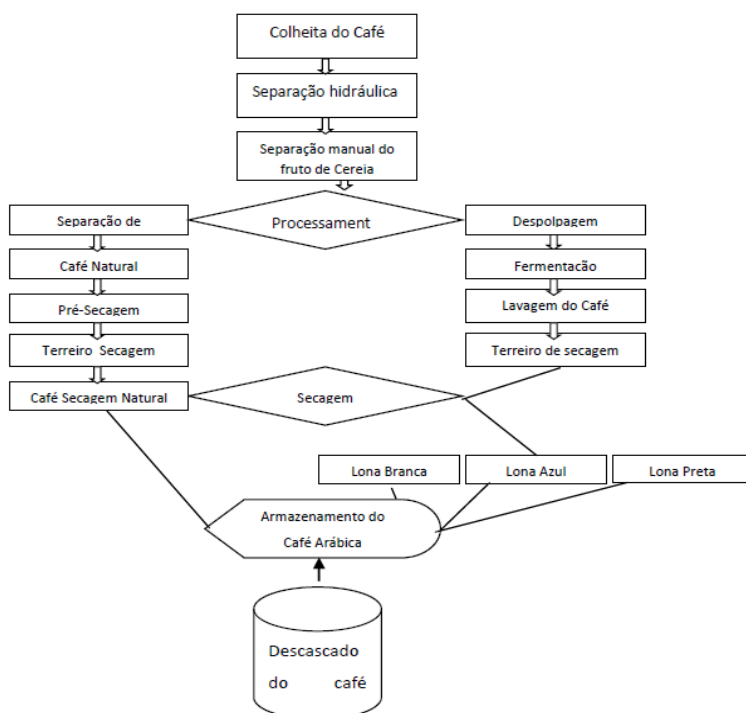 Colheita do Café
Separação hidráulica
Separação manual do
fruto de Cereia
Processament
Separação de
Café Natural
Pré-Secagem
Terreiro Secagem
Café Secagem Natural
Despolpagem
Fermentacão
Lavagem do Café
Terreiro de secagem
Secagem
Lona Branca
Lona Azul
Lona Preta
Armazenamento do
Café Arábica
Descascado
do café